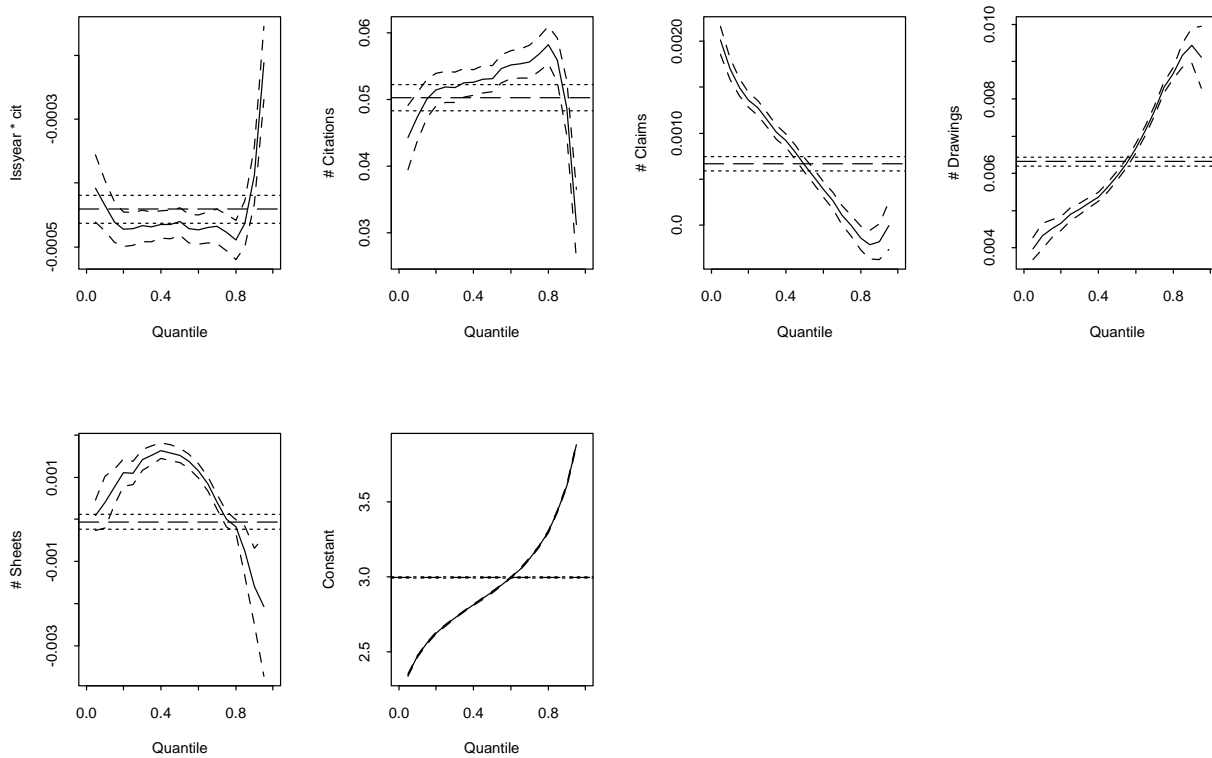 Issyear * cit
-0.0003
-0.0005
0.0 0.4 0.8
Quantile
# Citations
0.06
0.05
0.04
0.03
0.0 0.4 0.8
Quantile
# Claims
0.0020
0.0010
0.0
0.0 0.4 0.8
Quantile
# Drawings
0.010
0.008
0.006
0.004
0.0 0.4 0.8
Quantile
# Sheets
0.001
-0.001
-0.003
0.0 0.4 0.8
Quantile
Constant
3.5
3.0
2.5
0.0 0.4 0.8
Quantile